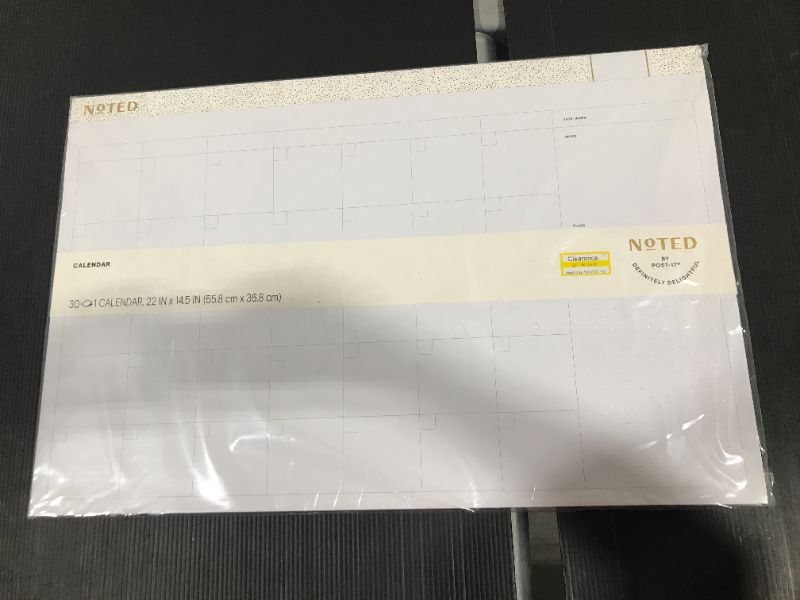 NOTED
CALENDAR
30 1 CALENDAR, 22 IN X 14.5 IN (55.8 cm x 36.8 cm)
Clearance
NOTED
BY
POST-IT®
DEFINITELY DELIGHTFUL